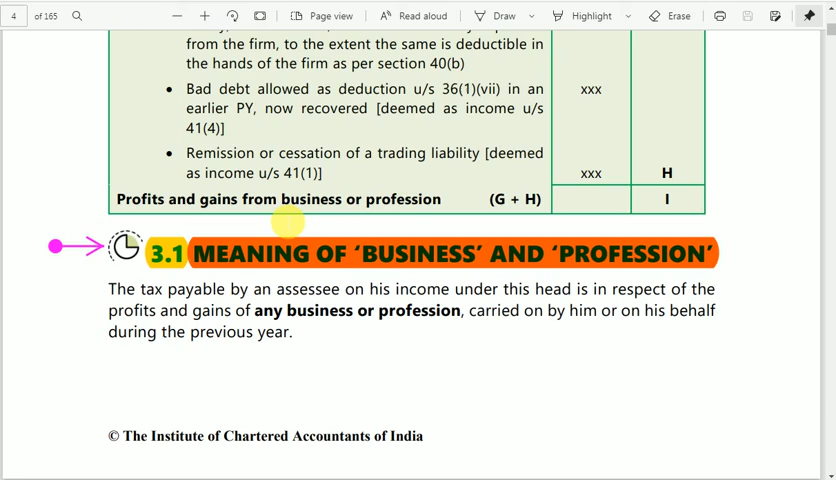 4 of 165 Page view Read aloud Draw Highlight Erase
from the firm, to the extent the same is deductible in
the hands of the firm as per section 40(b)
• Bad debt allowed as deduction u/s 36(1)(vii) in an xxx
earlier PY, now recovered [deemed as income u/s
41(4)]
• Remission or cessation of a trading liability [deemed
as income u/s 41(1)] xxx H
Profits and gains from business or profession (G + H) I
3.1 MEANING OF ‘BUSINESS’ AND ‘PROFESSION’
The tax payable by an assessee on his income under this head is in respect of the
profits and gains of any business or profession, carried on by him or on his behalf
during the previous year.
© The Institute of Chartered Accountants of India